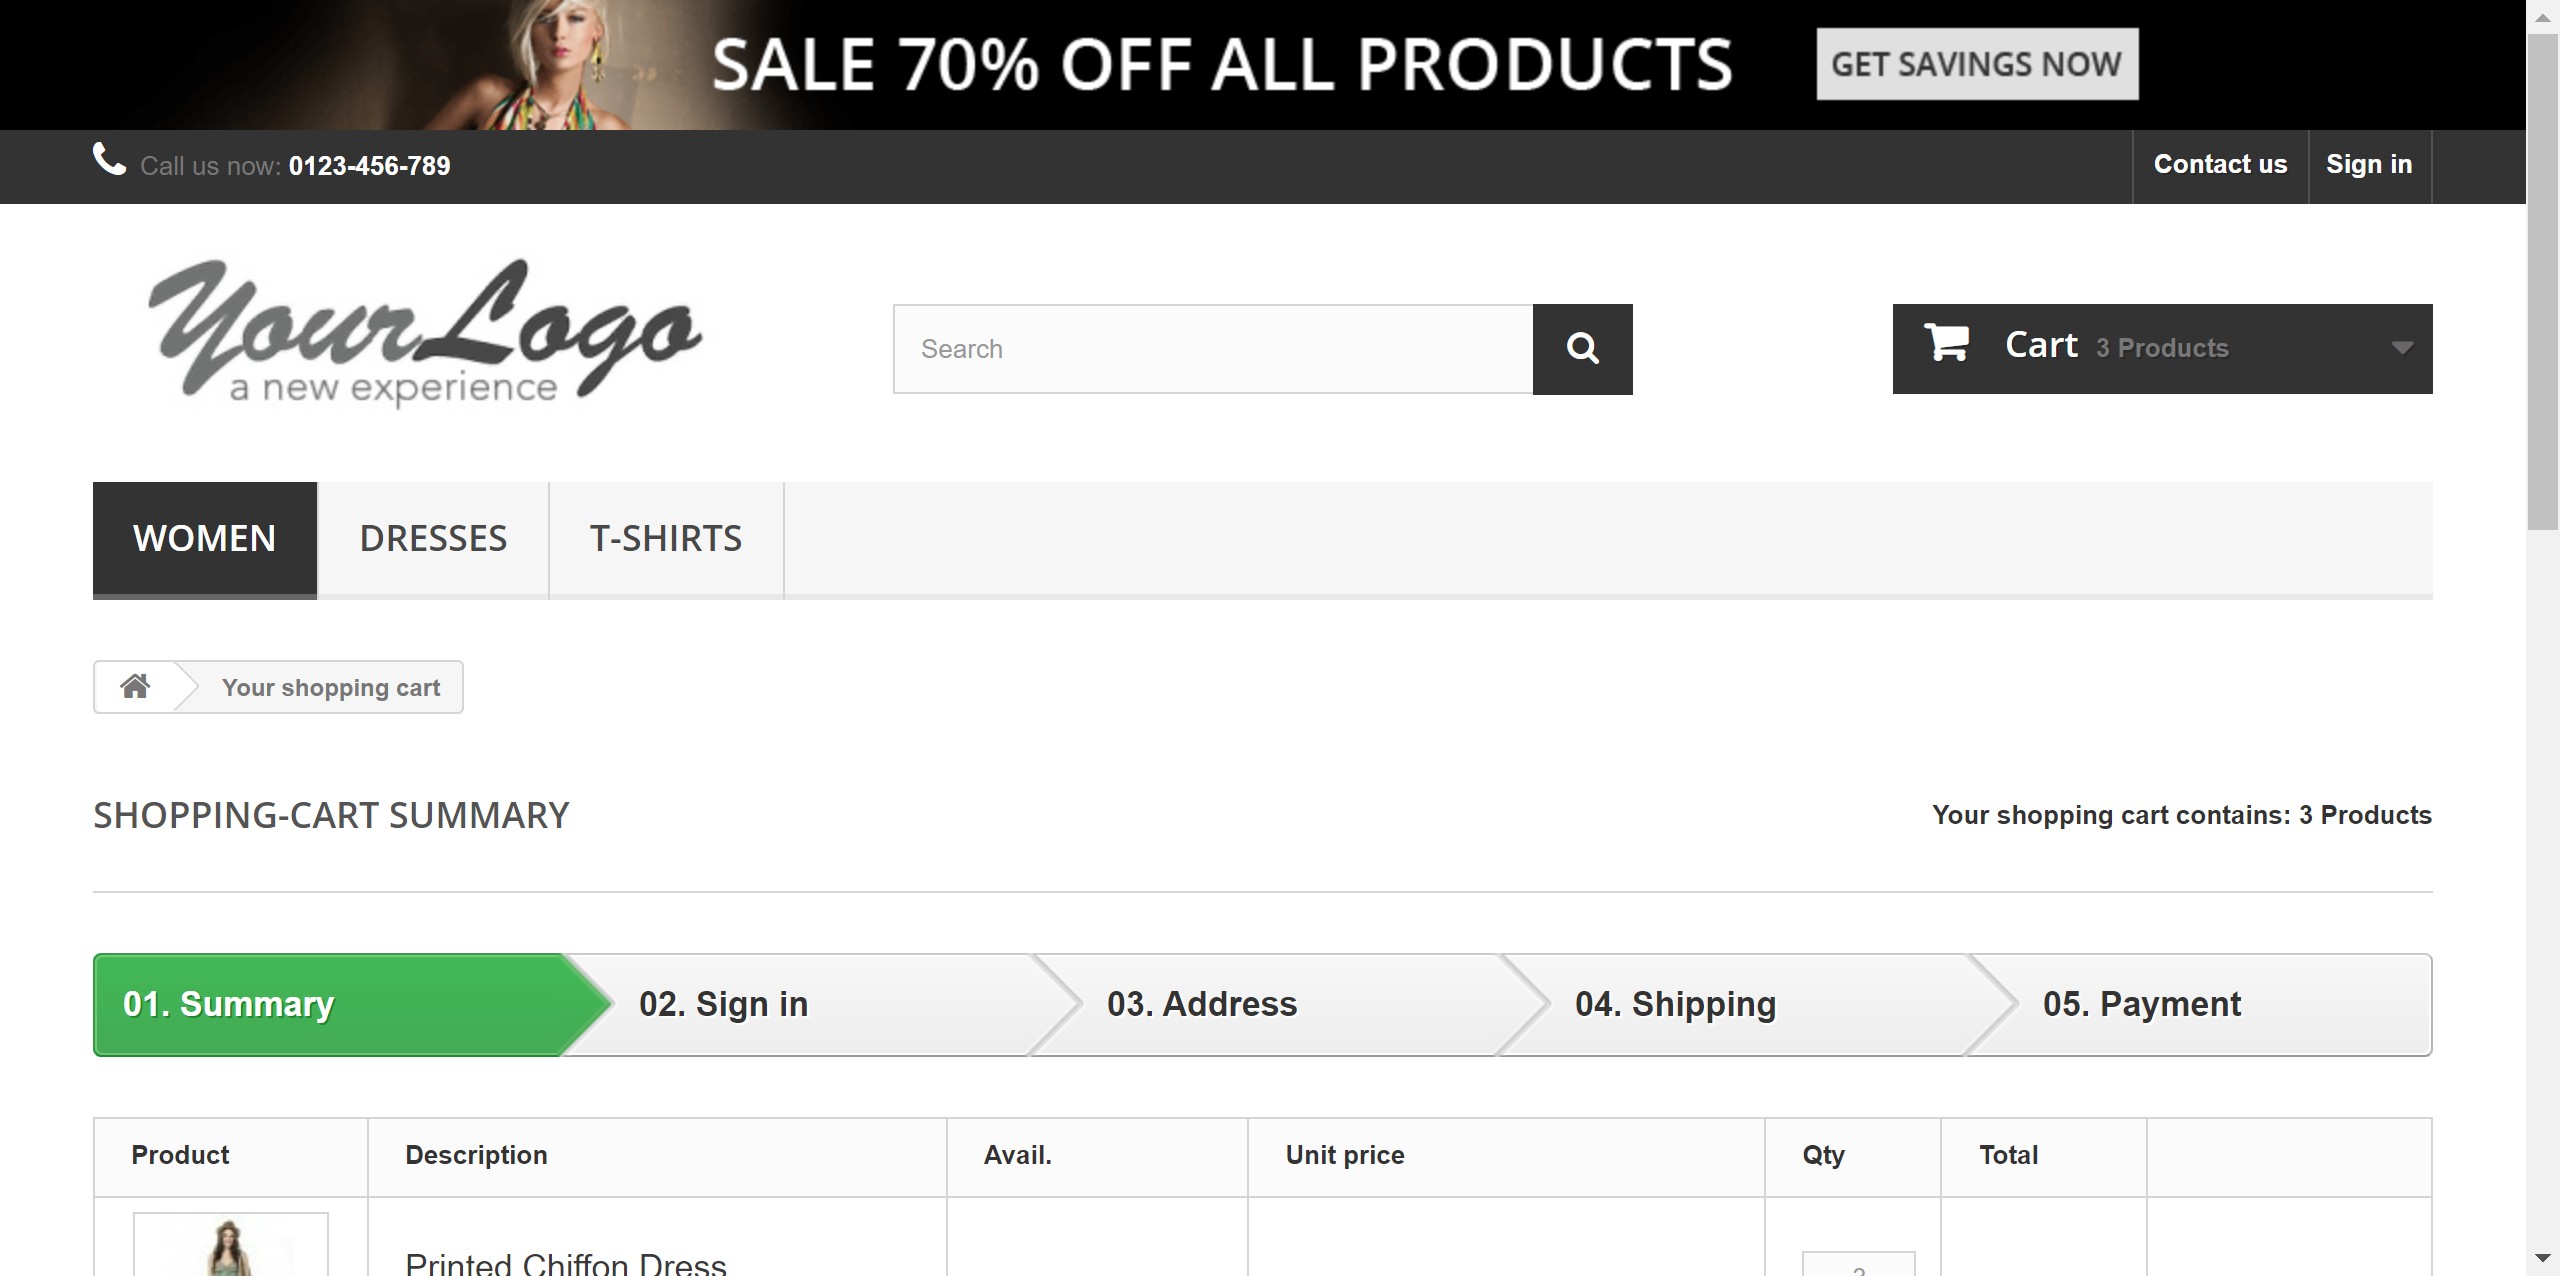 SALE 70% OFF ALL PRODUCTS GET SAVINGS NOW
Call us now: 0123-456-789 Contact us Sign in
YourLogo
a new experience
Search
Cart 3 Products
WOMEN DRESSES T-SHIRTS
Your shopping cart
SHOPPING-CART SUMMARY Your shopping cart contains: 3 Products
01. Summary 02. Sign in 03. Address 04. Shipping 05. Payment
Product Description Avail. Unit price Qty Total
Printed Chiffon Dress